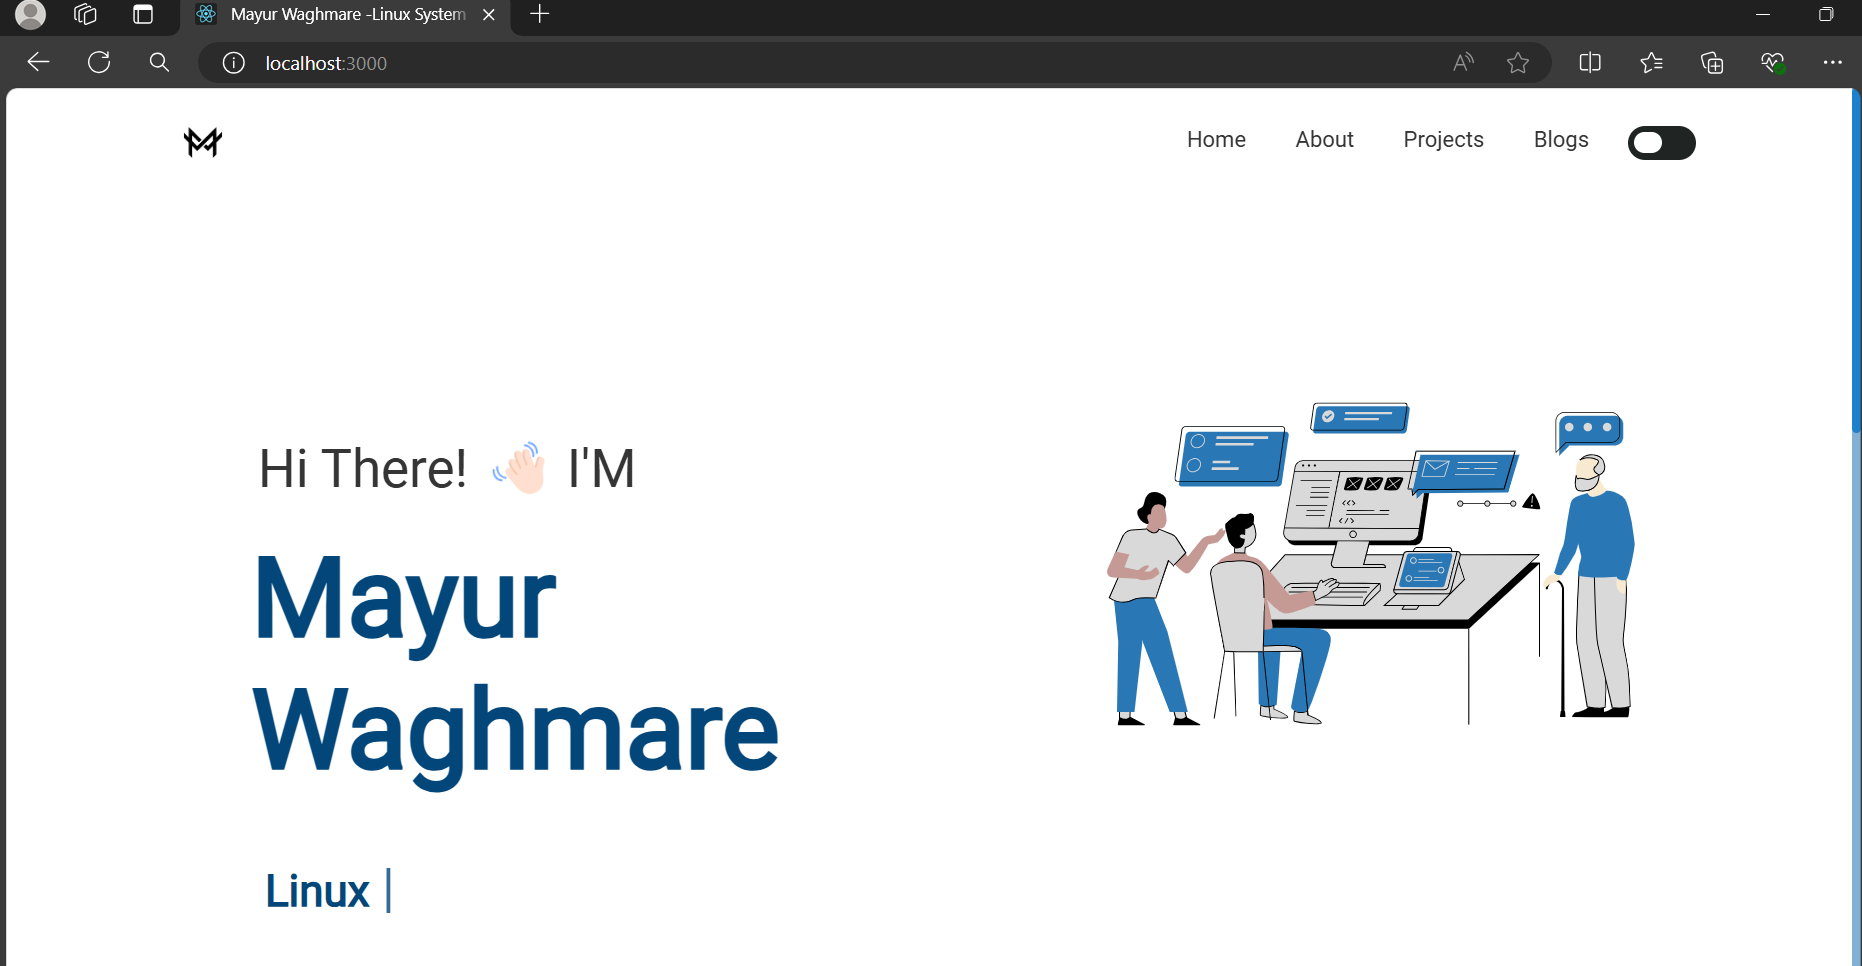 Mayur Waghmare -Linux System
localhost:3000
Home About Projects Blogs
Hi There! 👋🏻 I'M
Mayur
Waghmare
Linux